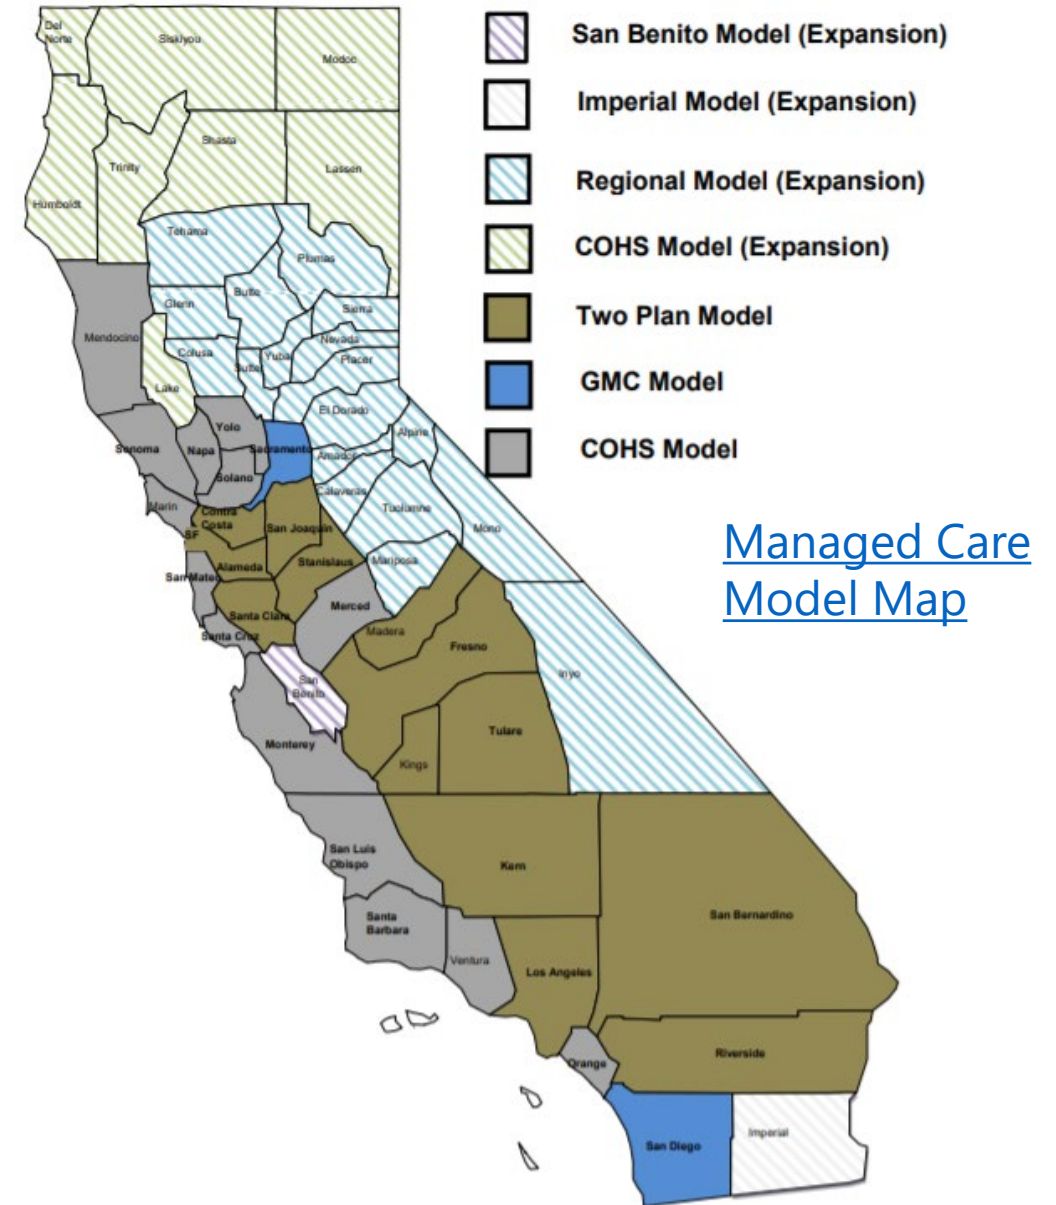 San Benito Model (Expansion)
Imperial Model (Expansion)
Regional Model (Expansion)
COHS Model (Expansion)
Two Plan Model
GMC Model
COHS Model
Managed Care
Model Map
Del
Norte
Siskiyou
Modoc
Humboldt
Trinity
Shasta
Lassen
Tehama
Plumas
Mendocino
Glenn
Butte
Sierra
Nevada
Colusa
Sutter
Yuba
Placer
Lake
El Dorado
Yolo
Alpine
Sonoma
Napa
Sacramento
Amador
Solano
Calaveras
Marin
Contra
Costa
San Joaquin
Tuolumne
Mono
SF
Alameda
Stanislaus
Mariposa
San Mateo
Merced
Santa Clara
Santa Cruz
Madera
Fresno
San
Benito
Inyo
Monterey
Tulare
Kings
San Luis
Obispo
Kern
Santa
Barbara
San Bernardino
Ventura
Los Angeles
Orange
Riverside
San Diego
Imperial